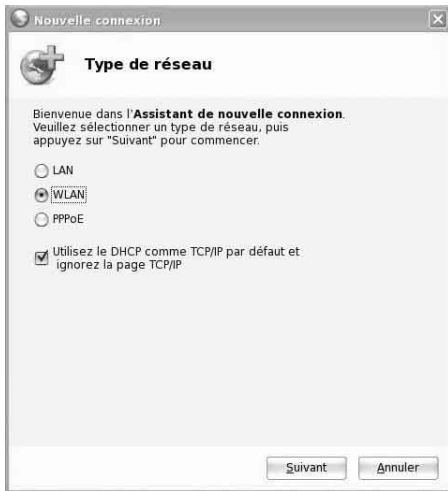 Nouvelle connexion
Type de réseau
Bienvenue dans l'Assistant de nouvelle connexion.
Veuillez sélectionner un type de réseau, puis
appuyez sur "Suivant" pour commencer.
LAN
WLAN
PPPoE
Utilisez le DHCP comme TCP/IP par défaut et
ignorez la page TCP/IP
Suivant
Annuler